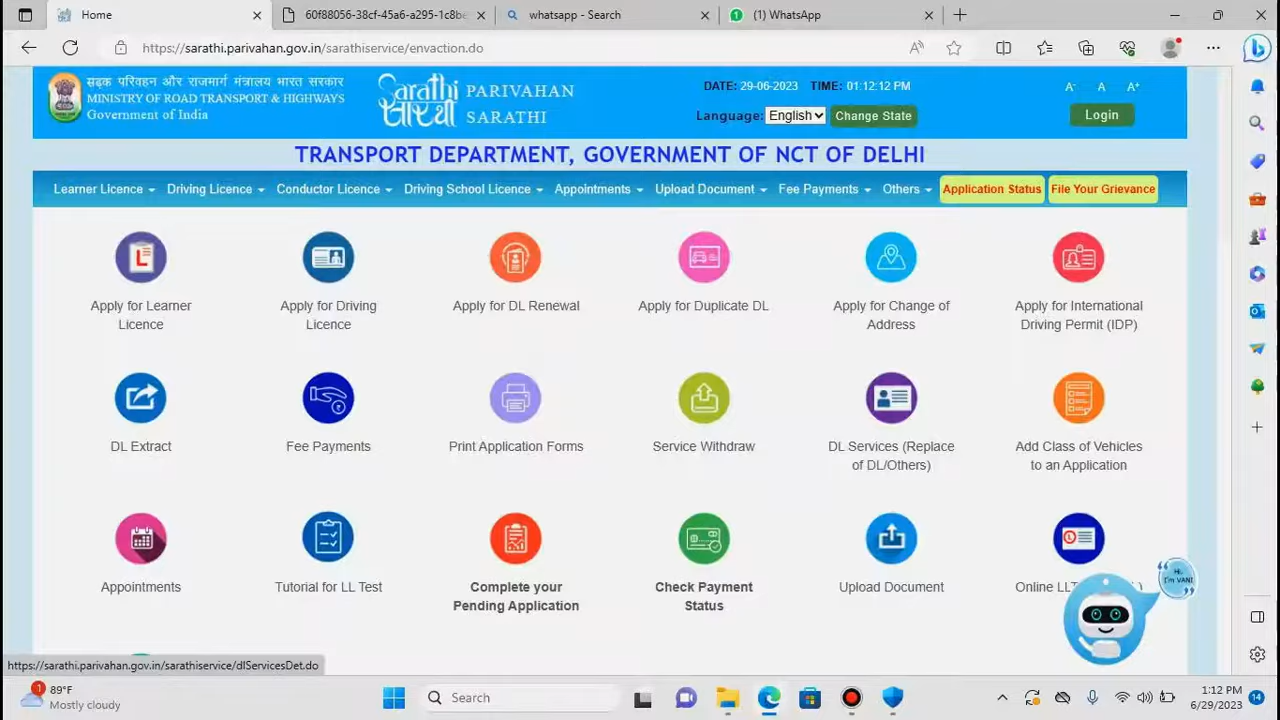 Home
60f88056-38cf-45a6-a295-1c8be
whatsapp - Search
(1) WhatsApp
https://sarathi.parivahan.gov.in/sarathiservice/envaction.do
सड़क परिवहन और राजमार्ग मंत्रालय भारत सरकार
MINISTRY OF ROAD TRANSPORT & HIGHWAYS
Government of India
Sarathi
सारथी
PARIVAHAN
SARATHI
DATE: 29-06-2023 TIME: 01:12:12 PM
A- A A+
Language: English Change State
Login
TRANSPORT DEPARTMENT, GOVERNMENT OF NCT OF DELHI
Learner Licence Driving Licence Conductor Licence Driving School Licence Appointments Upload Document Fee Payments Others Application Status File Your Grievance
Apply for Learner
Licence
Apply for Driving
Licence
Apply for DL Renewal
Apply for Duplicate DL
Apply for Change of
Address
Apply for International
Driving Permit (IDP)
DL Extract
Fee Payments
Print Application Forms
Service Withdraw
DL Services (Replace
of DL/Others)
Add Class of Vehicles
to an Application
Appointments
Tutorial for LL Test
Complete your
Pending Application
Check Payment
Status
Upload Document
Online
Hi,
I'm VANI
https://sarathi.parivahan.gov.in/sarathiservice/dlServicesDet.do
1
89°F
Mostly cloudy
Search
1:12 PM
6/29/2023
14